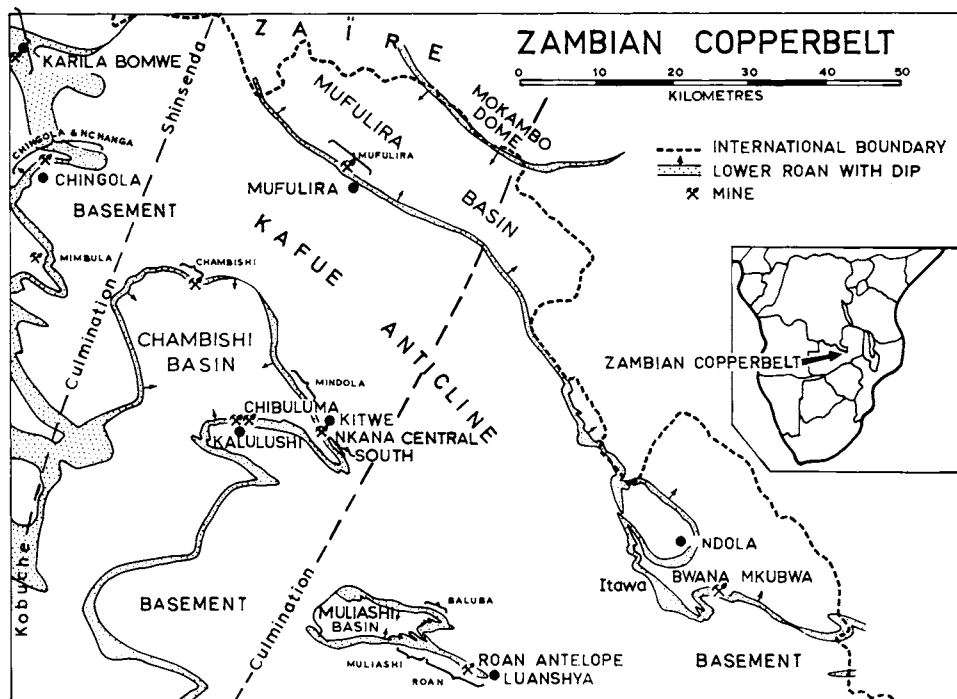 ZAMBIAN COPPERBELT
0 10 20 30 40 50
KILOMETRES
INTERNATIONAL BOUNDARY
LOWER ROAN WITH DIP
MINE
ZAÏRE
KARILA BOMWE
Shinsenda
MUFULIRA
BASIN
MOKAMBO
DOME
CHINGOLA & NCHANGA
CHINGOLA
MUFULIRA
MUFULIRA
BASEMENT
KAFUE
ANTICLINE
MIMBULA
CHAMBISHI
Culmination
CHAMBISHI
BASIN
ZAMBIAN COPPERBELT
MINDOLA
CHIBULUMA
KITWE
KALULUSHI
NKANA CENTRAL
SOUTH
Kobuche
NDOLA
Itawa
BWANA MKUBWA
BASEMENT
Culmination
MULIASHI
BASIN
BALUBA
MULIASHI
ROAN
ROAN ANTELOPE
LUANSHYA
BASEMENT